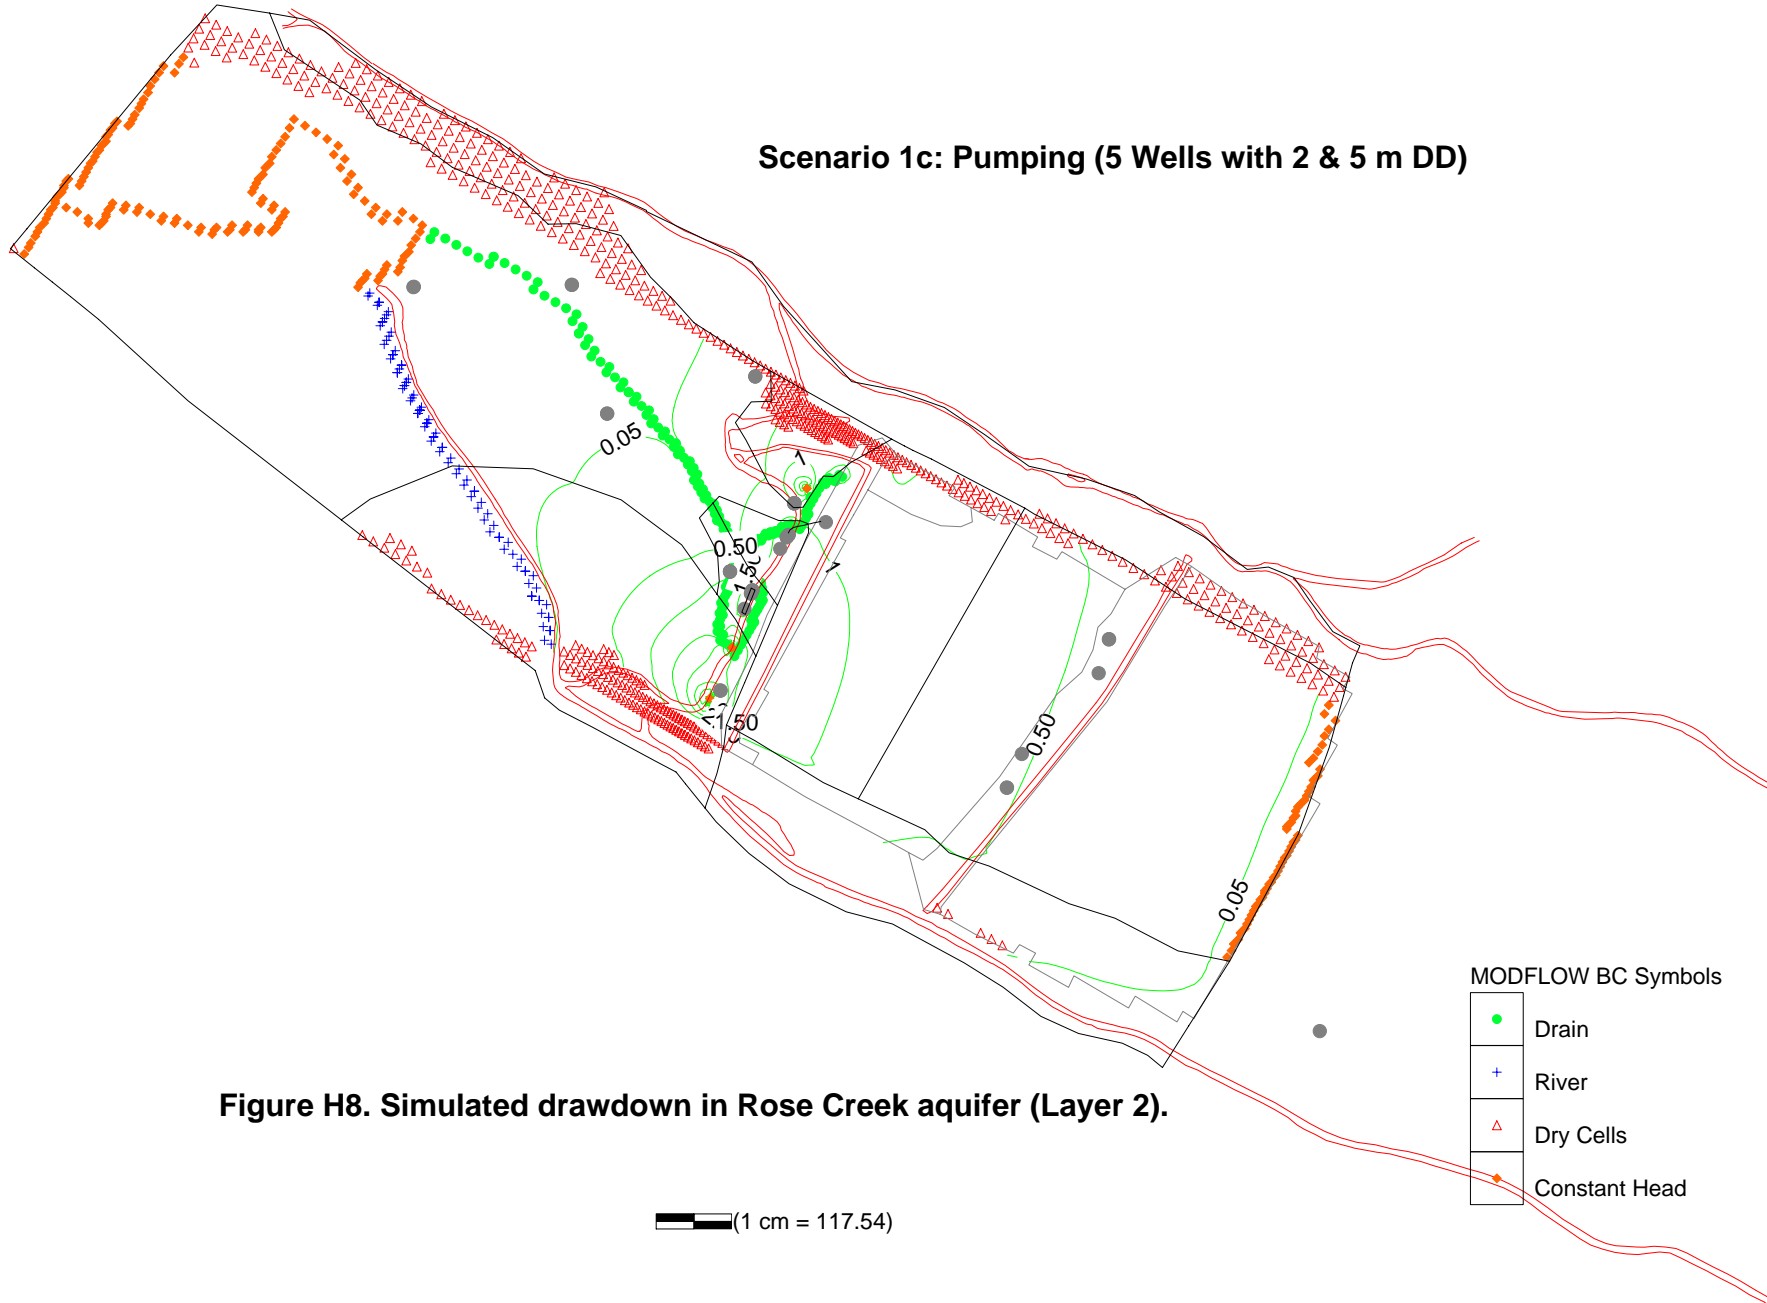 Scenario 1c: Pumping (5 Wells with 2 & 5 m DD)
0.05
1
0.50
1.50
1
1.50
0.50
0.05
MODFLOW BC Symbols
Drain
River
Dry Cells
Constant Head
Figure H8. Simulated drawdown in Rose Creek aquifer (Layer 2).
(1 cm = 117.54)